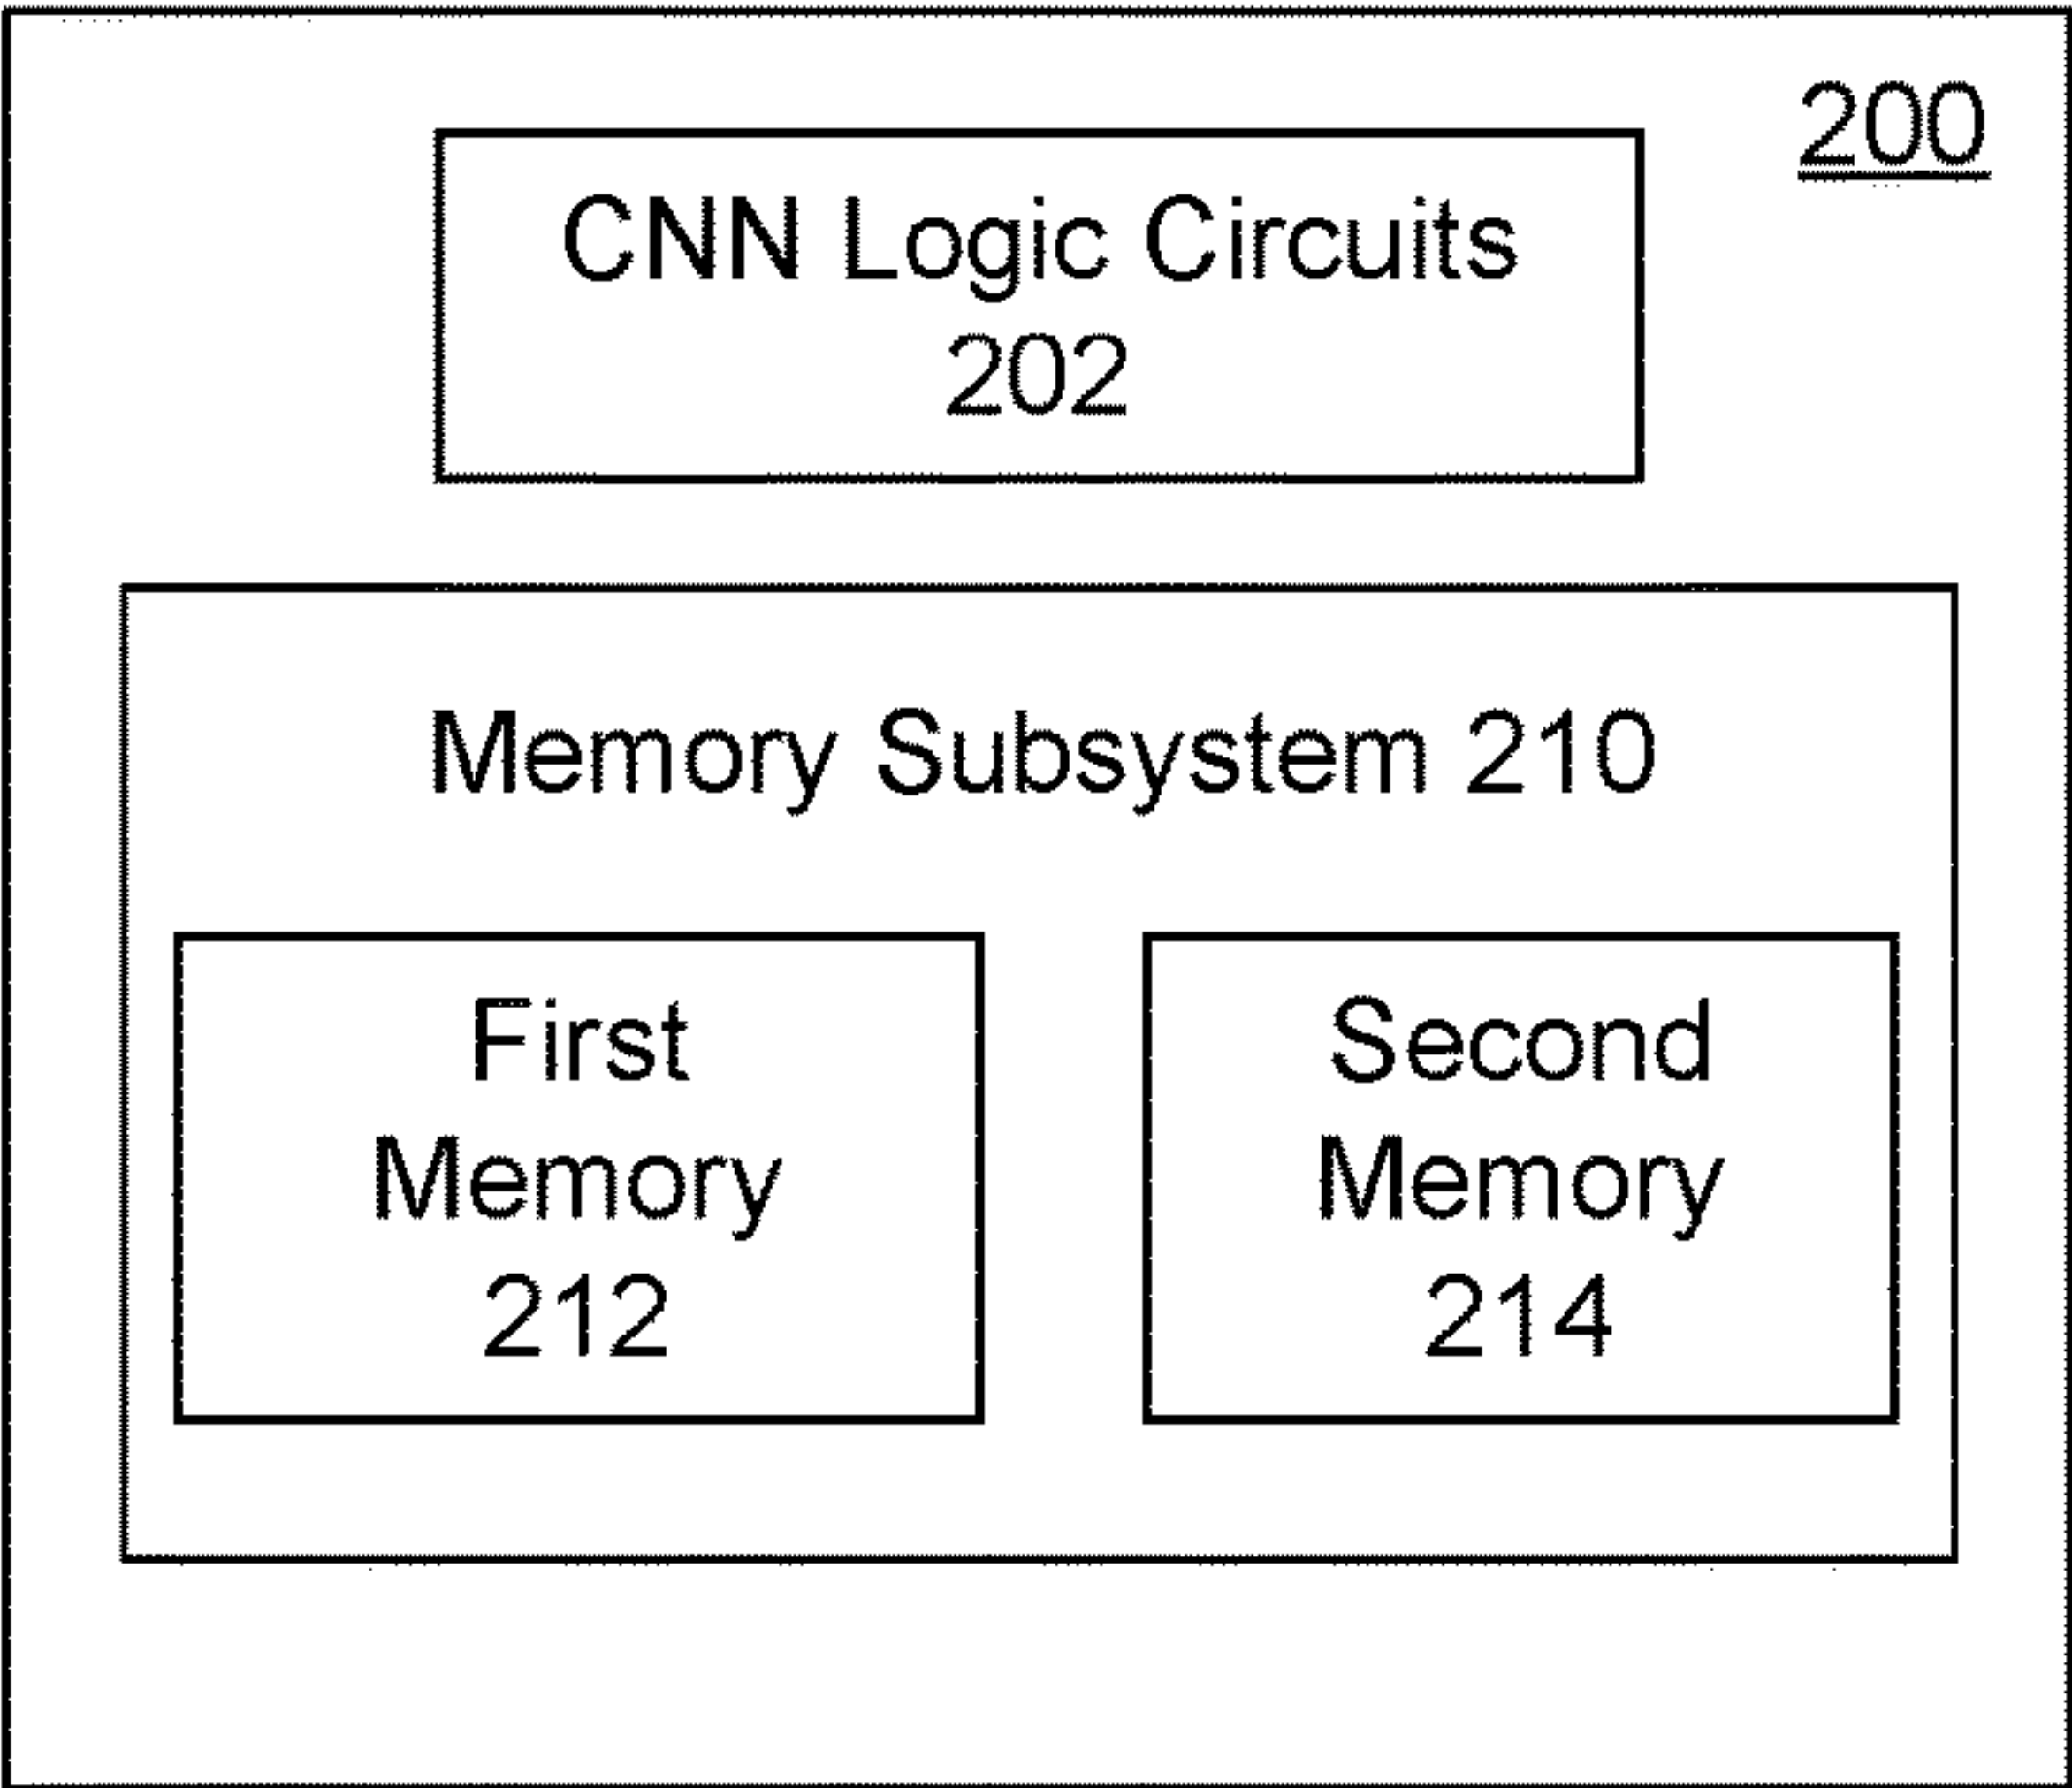 200
CNN Logic Circuits
202
Memory Subsystem 210
First
Memory
212
Second
Memory
214